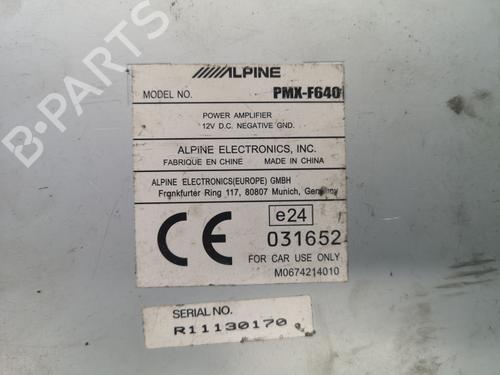 ALPINE
MODEL NO. PMX-F640
POWER AMPLIFIER
12V D.C. NEGATIVE GND.
ALPINE ELECTRONICS, INC.
FABRIQUE EN CHINE MADE IN CHINA
ALPINE ELECTRONICS(EUROPE) GMBH
Frankfurter Ring 117, 80807 Munich, Germany
CE e24
031652
FOR CAR USE ONLY
M0674214010
SERIAL NO.
R11130170